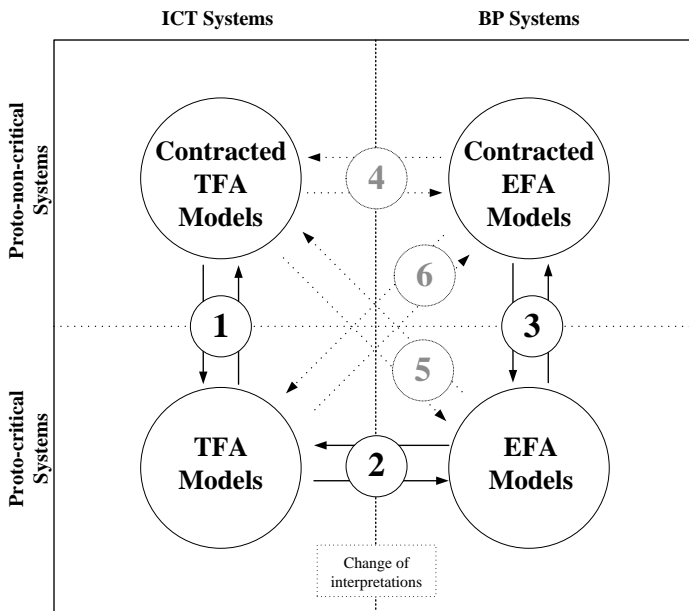 ICT Systems
BP Systems
Proto-non-critical
Systems
Contracted
TFA
Models
4
Contracted
EFA
Models
6
1
3
5
Proto-critical
Systems
TFA
Models
2
EFA
Models
Change of
interpretations